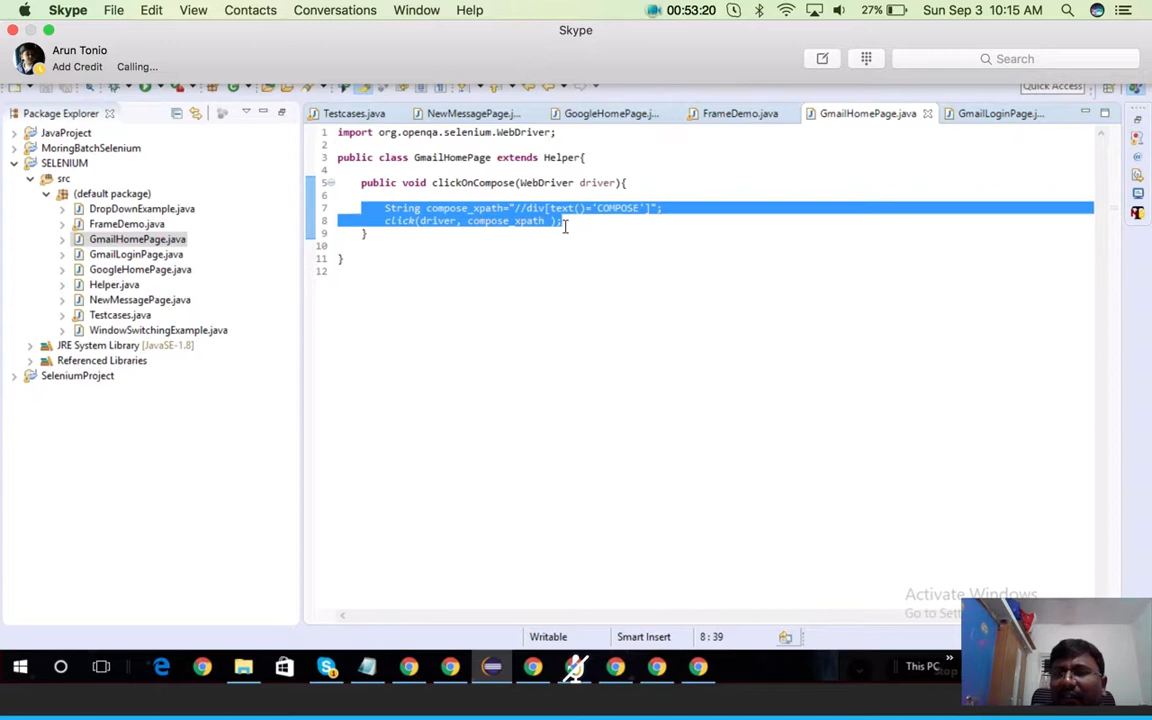 Skype File Edit View Contacts Conversations Window Help 00:53:20 27% Sun Sep 3 10:15 AM
Skype
Arun Tonio
Add Credit Calling...
Search
Quick Access
Package Explorer
Testcases.java
NewMessagePage.j...
GoogleHomePage.j...
FrameDemo.java
GmailHomePage.java
GmailLoginPage.j...
JavaProject
MoringBatchSelenium
SELENIUM
src
(default package)
DropDownExample.java
FrameDemo.java
GmailHomePage.java
GmailLoginPage.java
GoogleHomePage.java
Helper.java
NewMessagePage.java
Testcases.java
WindowSwitchingExample.java
JRE System Library [JavaSE-1.8]
Referenced Libraries
SeleniumProject
1 import org.openqa.selenium.WebDriver;
2
3 public class GmailHomePage extends Helper{
4
5 public void clickOnCompose(WebDriver driver){
6
7 String compose_xpath="//div[text()='COMPOSE']";
8 click(driver, compose_xpath );
9 }
10
11 }
12
Activate Windows
Go to
Writable Smart Insert 8 : 39
This PC
Stop